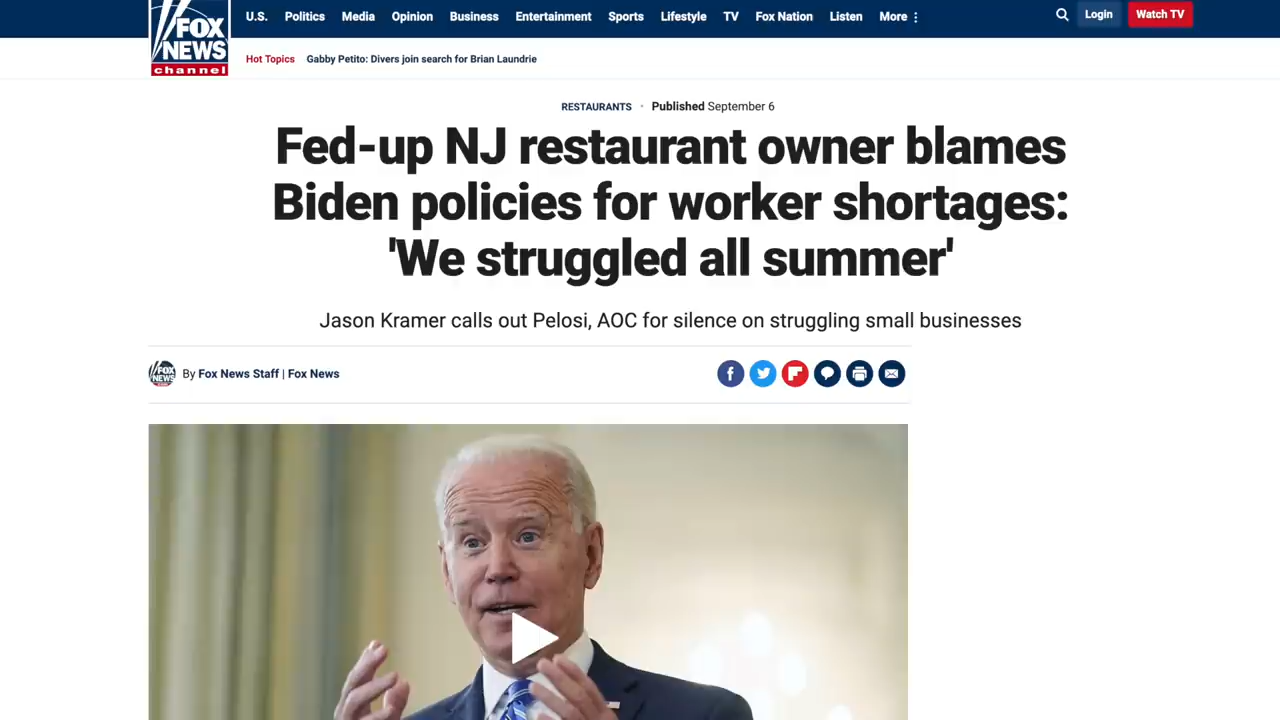 U.S. Politics Media Opinion Business Entertainment Sports Lifestyle TV Fox Nation Listen More Login Watch TV
FOX
NEWS
channel
Hot Topics Gabby Petito: Divers join search for Brian Laundrie
RESTAURANTS · Published September 6
Fed-up NJ restaurant owner blames
Biden policies for worker shortages:
'We struggled all summer'
Jason Kramer calls out Pelosi, AOC for silence on struggling small businesses
FOX
NEWS
By Fox News Staff | Fox News